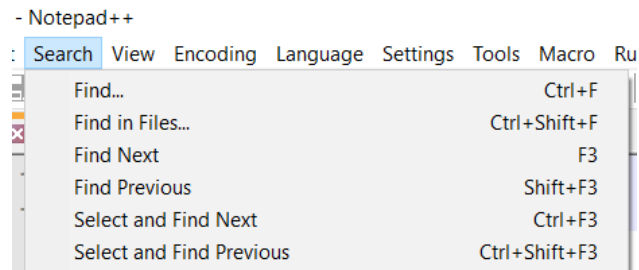 - Notepad++
Search View Encoding Language Settings Tools Macro Ru
Find... Ctrl+F
Find in Files... Ctrl+Shift+F
Find Next F3
Find Previous Shift+F3
Select and Find Next Ctrl+F3
Select and Find Previous Ctrl+Shift+F3